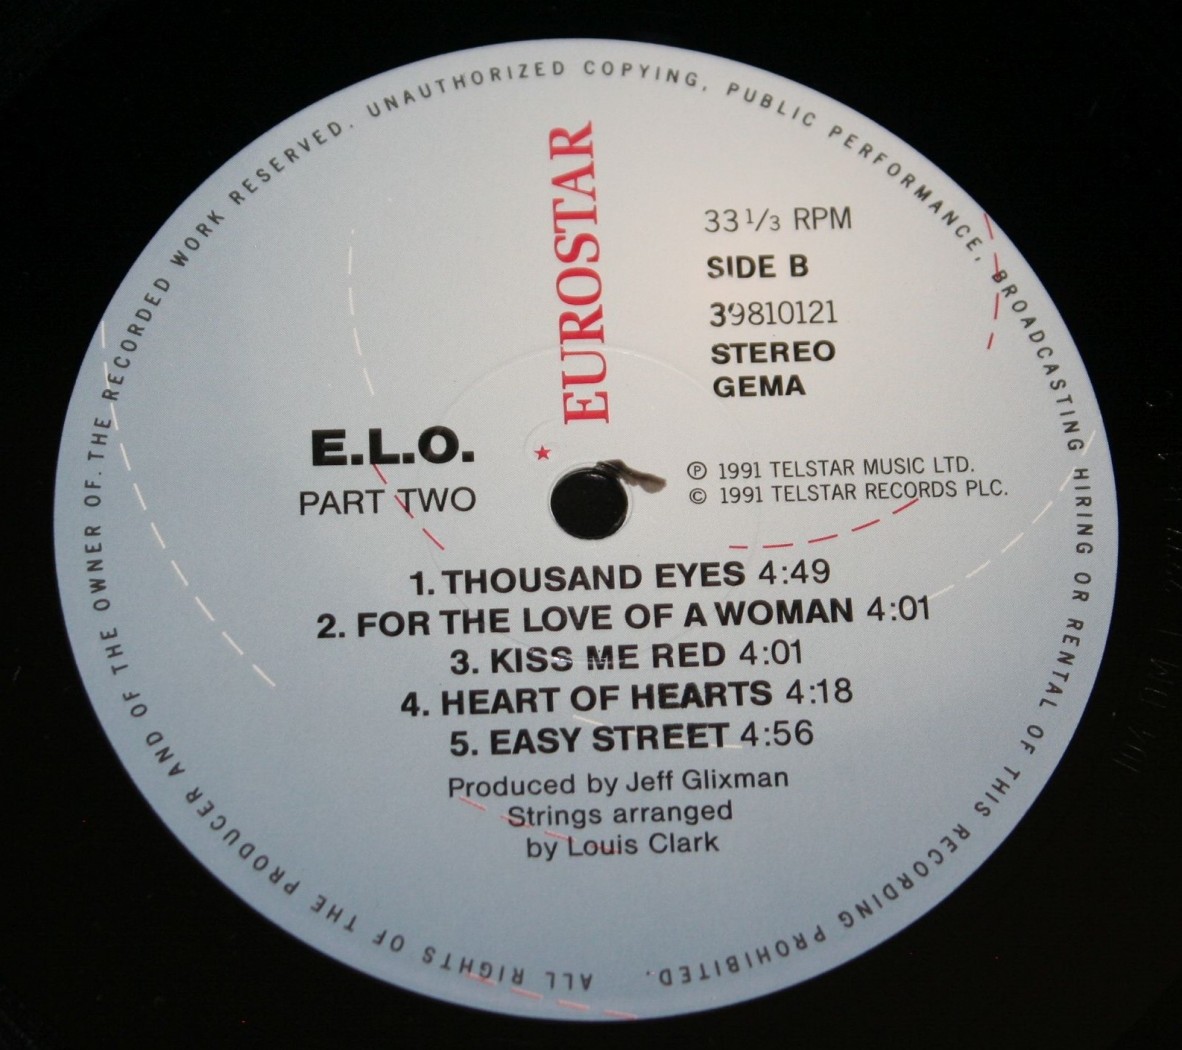 ALL RIGHTS OF THE PRODUCER AND OF THE OWNER OF. THE RECORDED WORK RESERVED. UNAUTHORIZED COPYING, PUBLIC PERFORMANCE, BROADCASTING HIRING OR RENTAL OF THIS RECORDING PROHIBITED.
EUROSTAR
33 1/3 RPM
SIDE B
39810121
STEREO
GEMA
E.L.O.
PART TWO
℗ 1991 TELSTAR MUSIC LTD.
© 1991 TELSTAR RECORDS PLC.
1. THOUSAND EYES 4:49
2. FOR THE LOVE OF A WOMAN 4:01
3. KISS ME RED 4:01
4. HEART OF HEARTS 4:18
5. EASY STREET 4:56
Produced by Jeff Glixman
Strings arranged
by Louis Clark